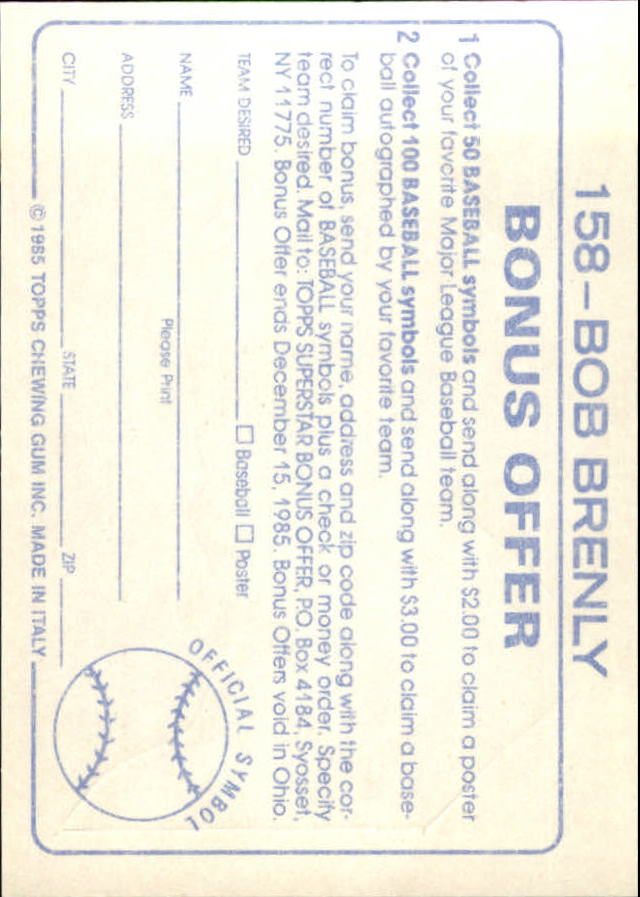 158-BOB BRENLY
BONUS OFFER
1 Collect 50 BASEBALL symbols and send along with $2.00 to claim a poster
of your favorite Major League Baseball team.
2 Collect 100 BASEBALL symbols and send along with $3.00 to claim a base-
ball autographed by your favorite team.
To claim bonus, send your name, address and zip code along with the cor-
rect number of BASEBALL symbols plus a check or money order. Specify
team desired. Mail to: TOPPS SUPERSTAR BONUS OFFER, P.O. Box 4184, Syosset,
NY 11775. Bonus Offer ends December 15, 1985. Bonus Offers void in Ohio.
TEAM DESIRED ☐ Baseball ☐ Poster
NAME
Please Print
ADDRESS
CITY STATE ZIP
OFFICIAL SYMBOL
© 1985 TOPPS CHEWING GUM INC. MADE IN ITALY